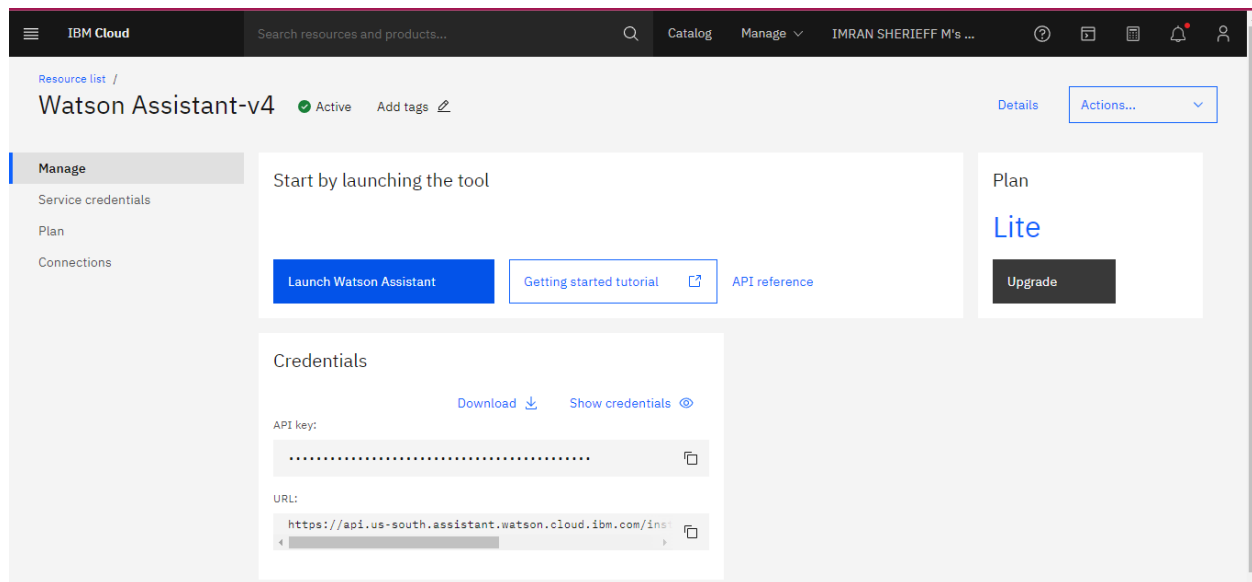 IBM Cloud
Search resources and products...
Catalog
Manage
IMRAN SHERIEFF M's ...
Resource list /
Watson Assistant-v4
Active
Add tags
Details
Actions...
Manage
Service credentials
Plan
Connections
Start by launching the tool
Launch Watson Assistant
Getting started tutorial
API reference
Plan
Lite
Upgrade
Credentials
Download
Show credentials
API key:
............................................
URL:
https://api.us-south.assistant.watson.cloud.ibm.com/ins